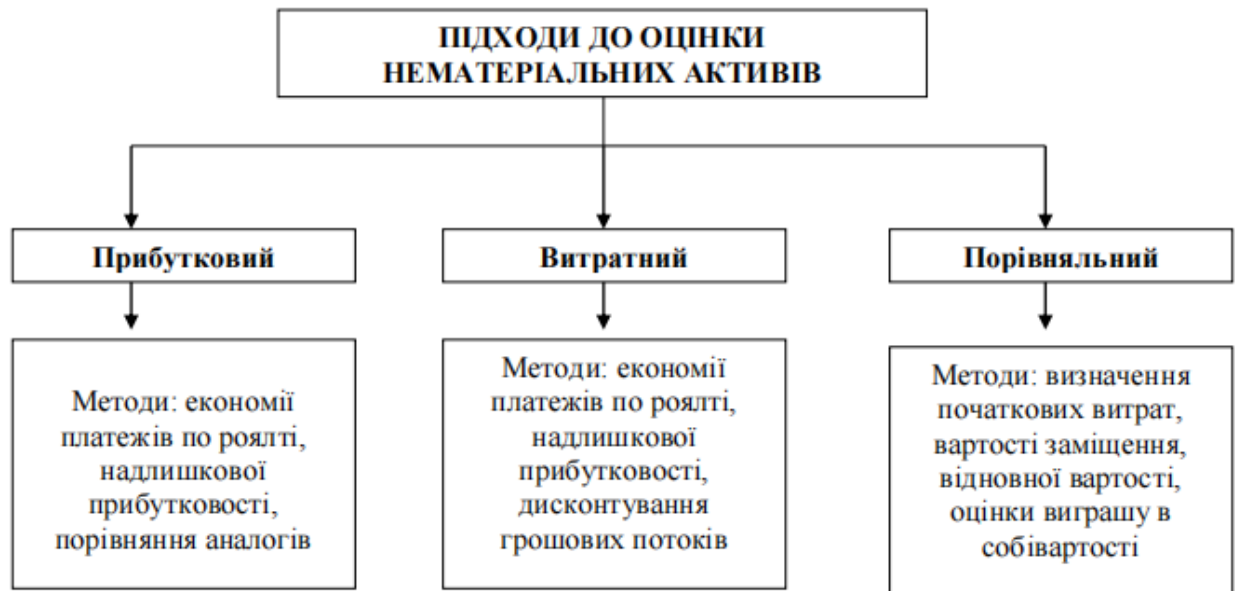 ПІДХОДИ ДО ОЦІНКИ
НЕМАТЕРІАЛЬНИХ АКТИВІВ
Прибутковий
Витратний
Порівняльний
Методи: економії
платежів по роялті,
надлишкової
прибутковості,
порівняння аналогів
Методи: економії
платежів по роялті,
надлишкової
прибутковості,
дисконтування
грошових потоків
Методи: визначення
початкових витрат,
вартості заміщення,
відновної вартості,
оцінки виграшу в
собівартості